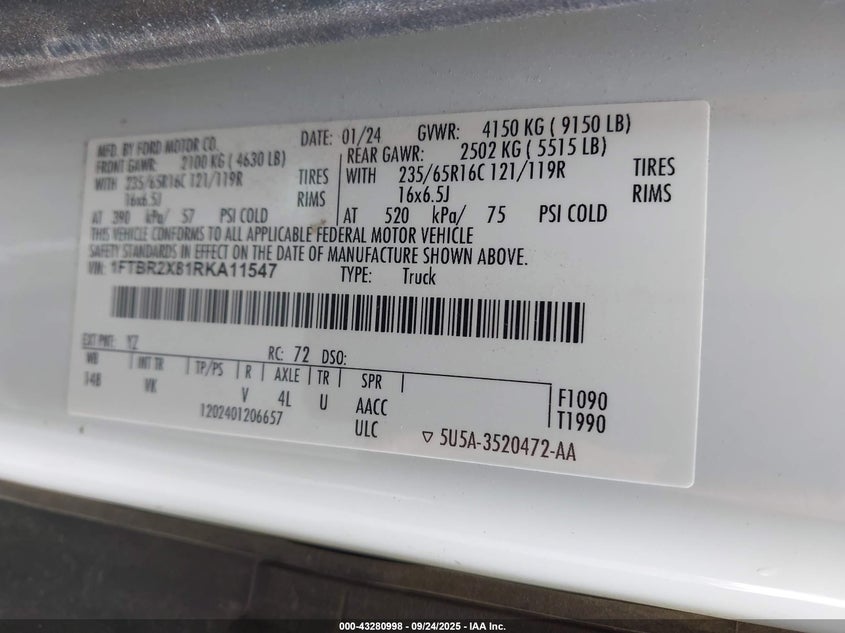 MFD. BY FORD MOTOR CO. DATE: 01/24 GVWR: 4150 KG ( 9150 LB)
FRONT GAWR: 2100 KG ( 4630 LB) REAR GAWR: 2502 KG ( 5515 LB)
WITH 235/65R16C 121/119R TIRES WITH 235/65R16C 121/119R TIRES
16x6.5J RIMS 16x6.5J RIMS
AT 390 kPa/ 57 PSI COLD AT 520 kPa/ 75 PSI COLD
THIS VEHICLE CONFORMS TO ALL APPLICABLE FEDERAL MOTOR VEHICLE
SAFETY STANDARDS IN EFFECT ON THE DATE OF MANUFACTURE SHOWN ABOVE.
VIN: 1FTBR2X81RKA11547 TYPE: Truck
EXT PNT: YZ RC: 72 DSO:
WB INT TR TP/PS R AXLE TR SPR
148 VK V 4L U AACC
F1090
T1990
1202401206657 ULC ▽ 5U5A-3520472-AA
000-43280998 - 09/24/2025 - IAA Inc.